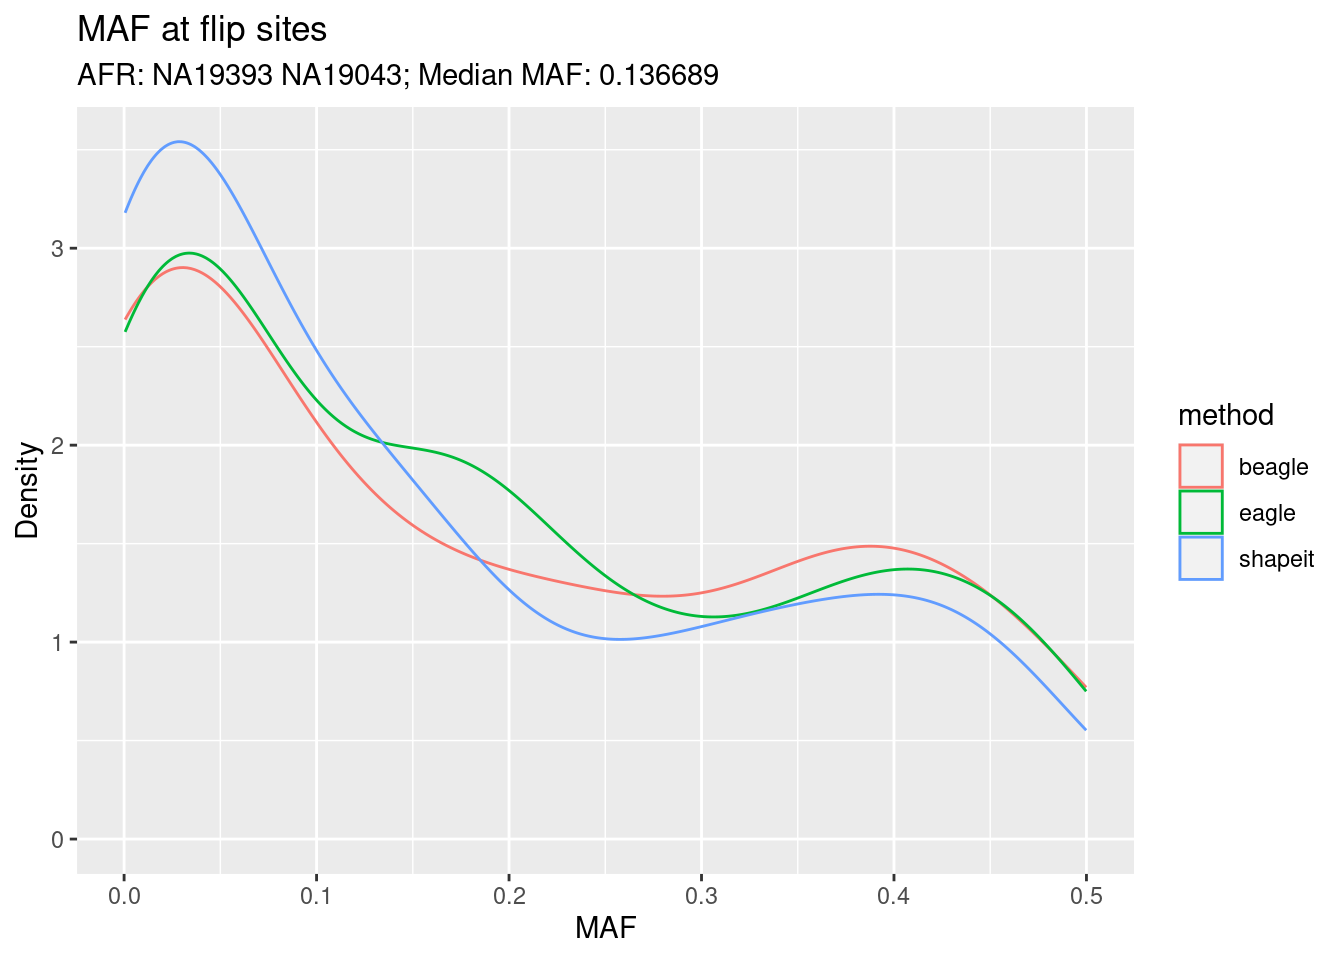 MAF at flip sites
AFR: NA19393 NA19043; Median MAF: 0.136689
Density
3
2
1
0
0.0 0.1 0.2 0.3 0.4 0.5
MAF
method
beagle
eagle
shapeit